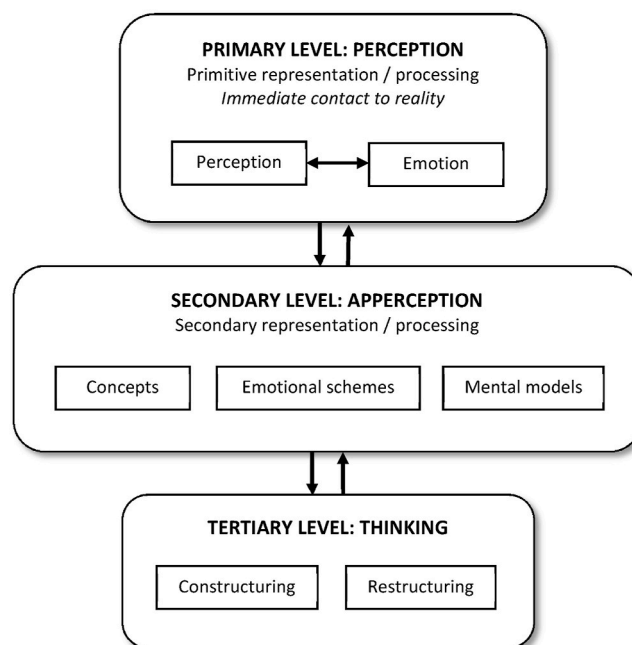 PRIMARY LEVEL: PERCEPTION
Primitive representation / processing
Immediate contact to reality
Perception
Emotion
SECONDARY LEVEL: APPERCEPTION
Secondary representation / processing
Concepts
Emotional schemes
Mental models
TERTIARY LEVEL: THINKING
Constructuring
Restructuring